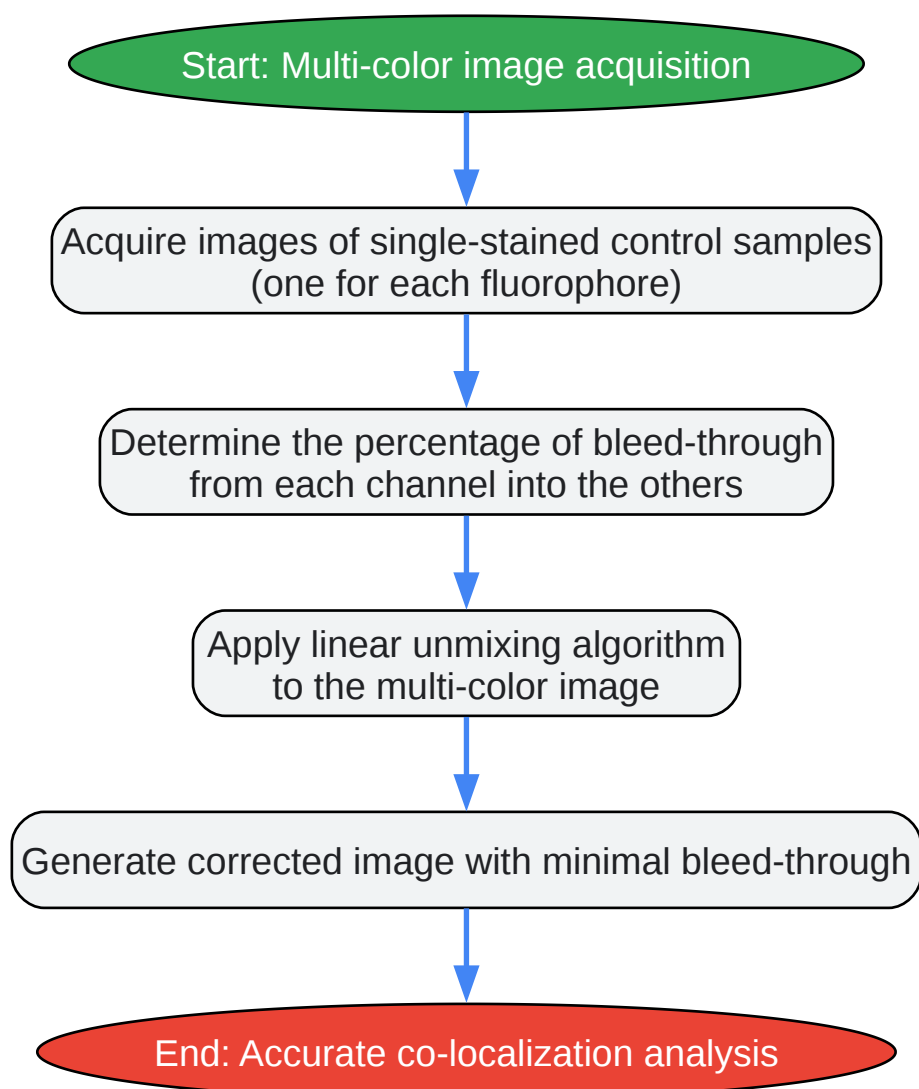 Start: Multi-color image acquisition
Acquire images of single-stained control samples
(one for each fluorophore)
Determine the percentage of bleed-through
from each channel into the others
Apply linear unmixing algorithm
to the multi-color image
Generate corrected image with minimal bleed-through
End: Accurate co-localization analysis